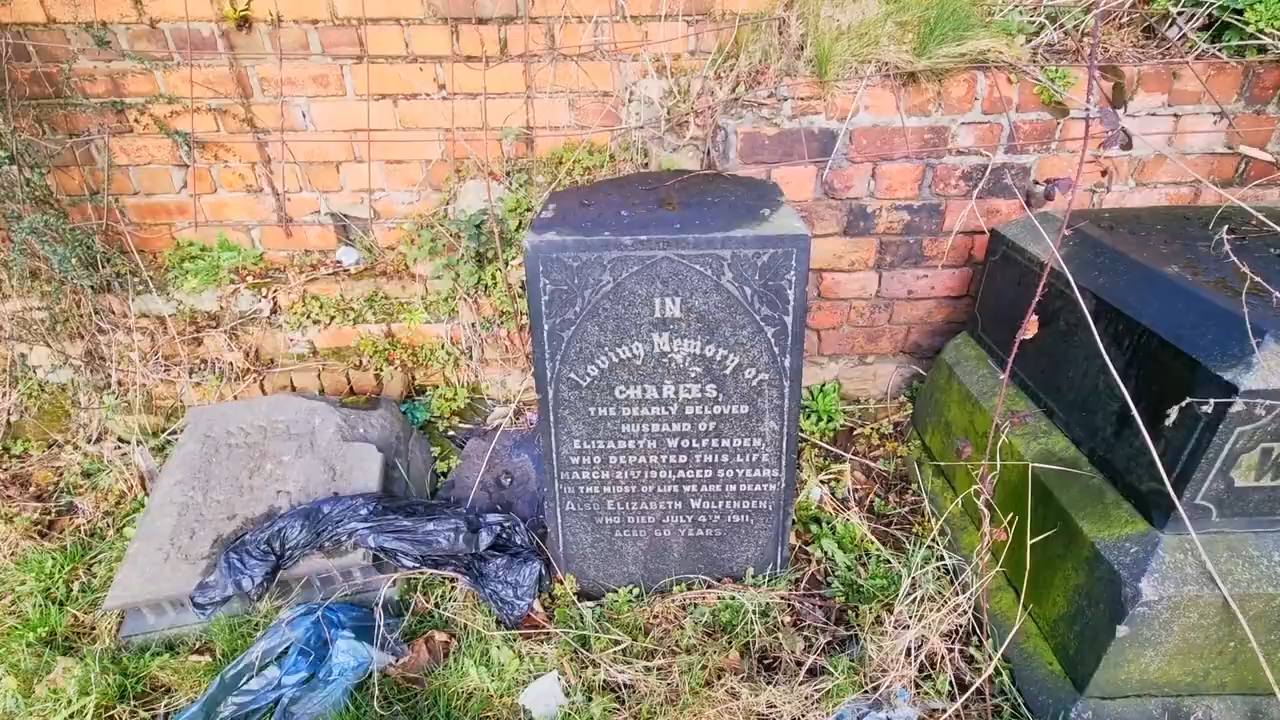 IN
Loving Memory of
CHARLES,
THE DEARLY BELOVED
HUSBAND OF
ELIZABETH WOLFENDEN,
WHO DEPARTED THIS LIFE
MARCH 21ST 1901, AGED 50 YEARS.
IN THE MIDST OF LIFE WE ARE IN DEATH.
ALSO ELIZABETH WOLFENDEN,
WHO DIED JULY 4TH 1911,
AGED 60 YEARS.